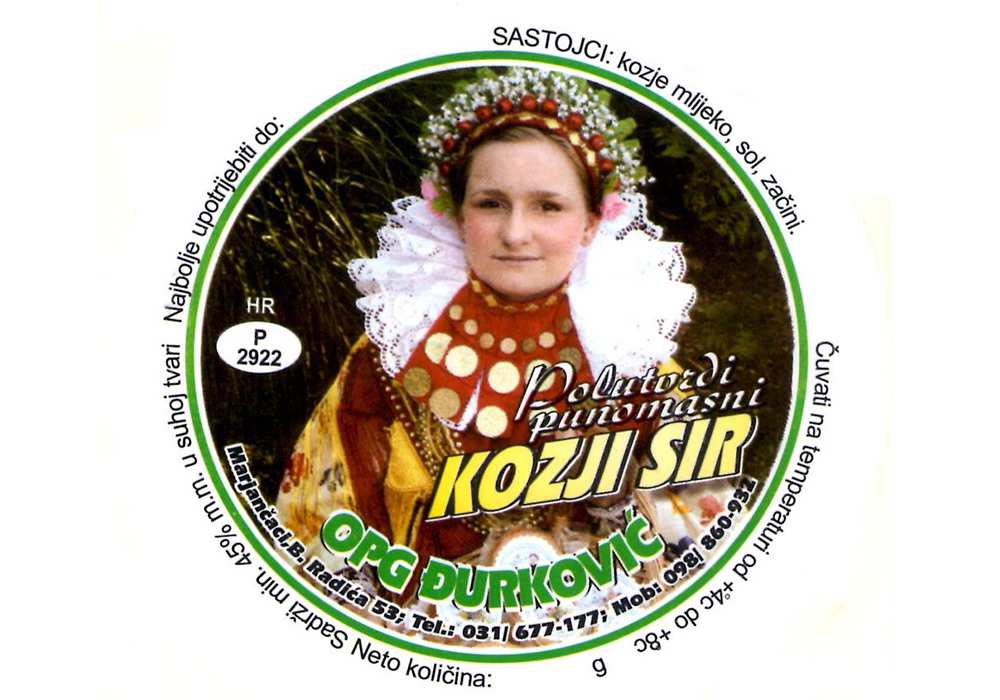 SASTOJCI: kozje mlijeko, sol, začini.
Čuvati na temperaturi od +4c do +8c
Najbolje upotrijebiti do:
Sadrži min. 45% m.m. u suhoj tvari
Neto količina: g
HR
P
2922
Polutvrdi
punomasni
KOZJI SIR
OPG ĐURKOVIĆ
Marjančaci, B. Radića 53; Tel.: 031/ 677-177; Mob: 098/ 860-932